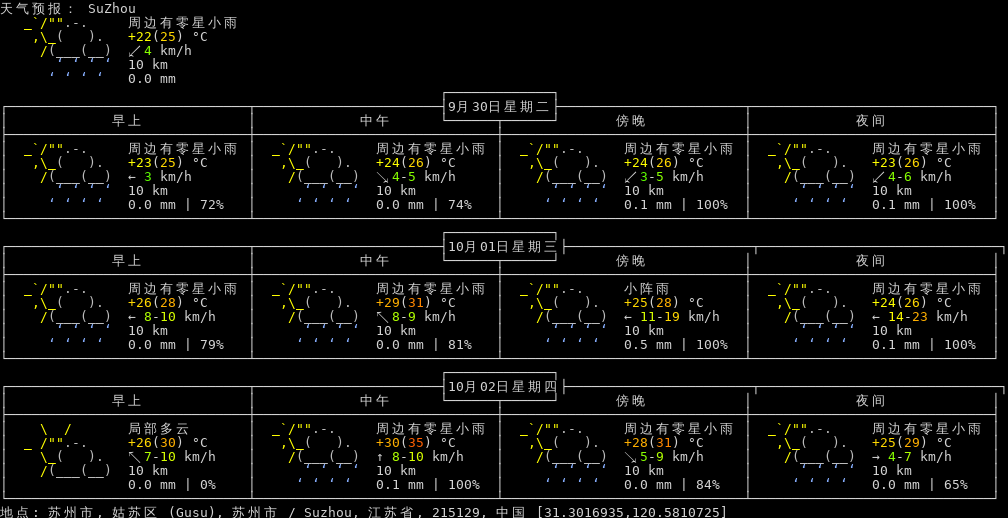 天气预报： SuZhou
周边有零星小雨
+22(25) °C
↙ 4 km/h
10 km
0.0 mm
9月30日星期二
早上 中午 傍晚 夜间
周边有零星小雨 周边有零星小雨 周边有零星小雨 周边有零星小雨
+23(25) °C +24(26) °C +24(26) °C +23(26) °C
← 3 km/h ↘ 4-5 km/h ↙ 3-5 km/h ↙ 4-6 km/h
10 km 10 km 10 km 10 km
0.0 mm | 72% 0.0 mm | 74% 0.1 mm | 100% 0.1 mm | 100%
10月01日星期三
早上 中午 傍晚 夜间
周边有零星小雨 周边有零星小雨 小阵雨 周边有零星小雨
+26(28) °C +29(31) °C +25(28) °C +24(26) °C
← 8-10 km/h ↖ 8-9 km/h ← 11-19 km/h ← 14-23 km/h
10 km 10 km 10 km 10 km
0.0 mm | 79% 0.0 mm | 81% 0.5 mm | 100% 0.1 mm | 100%
10月02日星期四
早上 中午 傍晚 夜间
局部多云 周边有零星小雨 周边有零星小雨 周边有零星小雨
+26(30) °C +30(35) °C +28(31) °C +25(29) °C
↖ 7-10 km/h ↑ 8-10 km/h ↘ 5-9 km/h → 4-7 km/h
10 km 10 km 10 km 10 km
0.0 mm | 0% 0.1 mm | 100% 0.0 mm | 84% 0.0 mm | 65%
地点: 苏州市, 姑苏区 (Gusu), 苏州市 / Suzhou, 江苏省, 215129, 中国 [31.3016935,120.5810725]